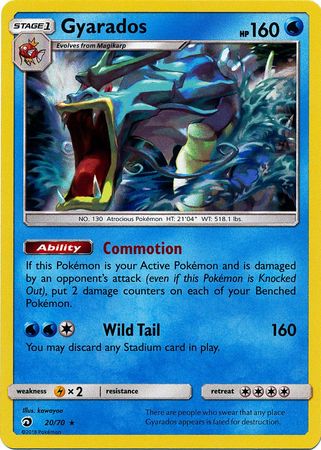 STAGE 1 Gyarados HP 160
Evolves from Magikarp
NO. 130 Atrocious Pokémon HT: 21'04" WT: 518.1 lbs.
Ability Commotion
If this Pokémon is your Active Pokémon and is damaged
by an opponent's attack (even if this Pokémon is Knocked
Out), put 2 damage counters on each of your Benched
Pokémon.
Wild Tail 160
You may discard any Stadium card in play.
weakness ×2 resistance retreat
Illus. kawayoo
20/70 ★
©2018 Pokémon
There are people who swear that any place
Gyarados appears is fated for destruction.